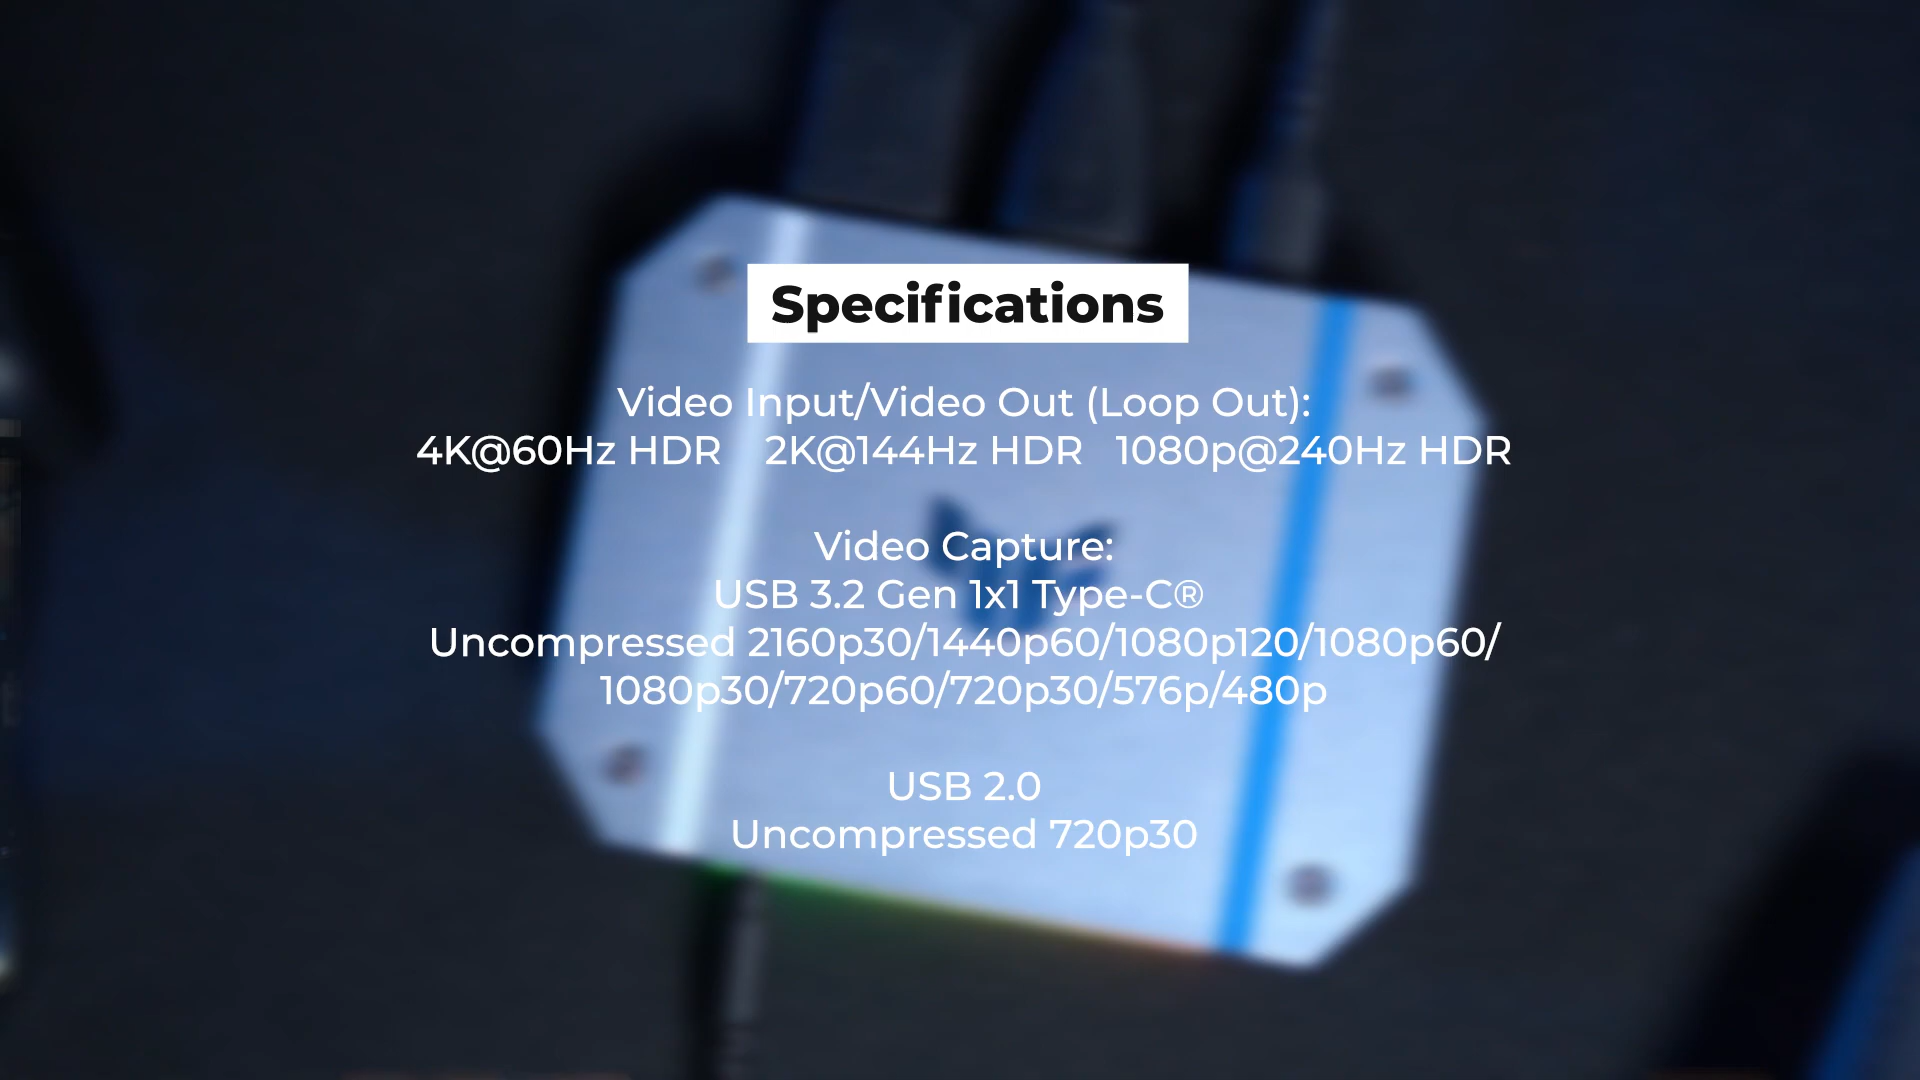 Specifications
Video Input/Video Out (Loop Out):
4K@60Hz HDR 2K@144Hz HDR 1080p@240Hz HDR
Video Capture:
USB 3.2 Gen 1x1 Type-C®
Uncompressed 2160p30/1440p60/1080p120/1080p60/
1080p30/720p60/720p30/576p/480p
USB 2.0
Uncompressed 720p30